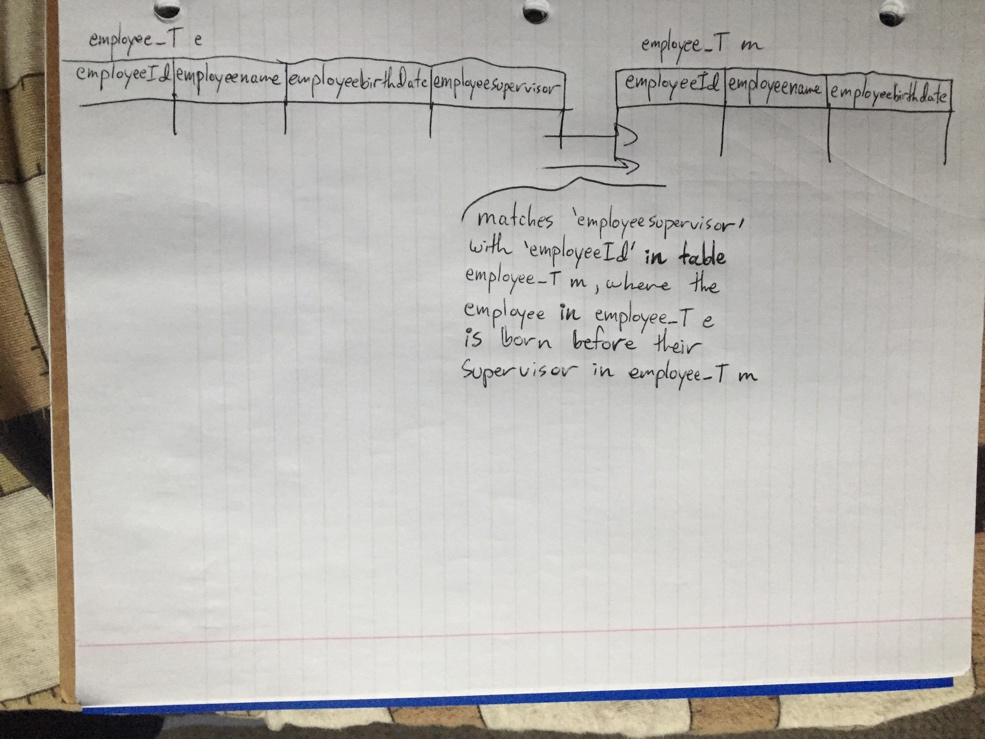 employee_T e
employee_T m
employeeId employeename employeebirthdate employeesupervisor
employeeId employeename employeebirthdate
matches 'employeesupervisor'
with 'employeeId' in table
employee_T m, where the
employee in employee_T e
is born before their
supervisor in employee_T m